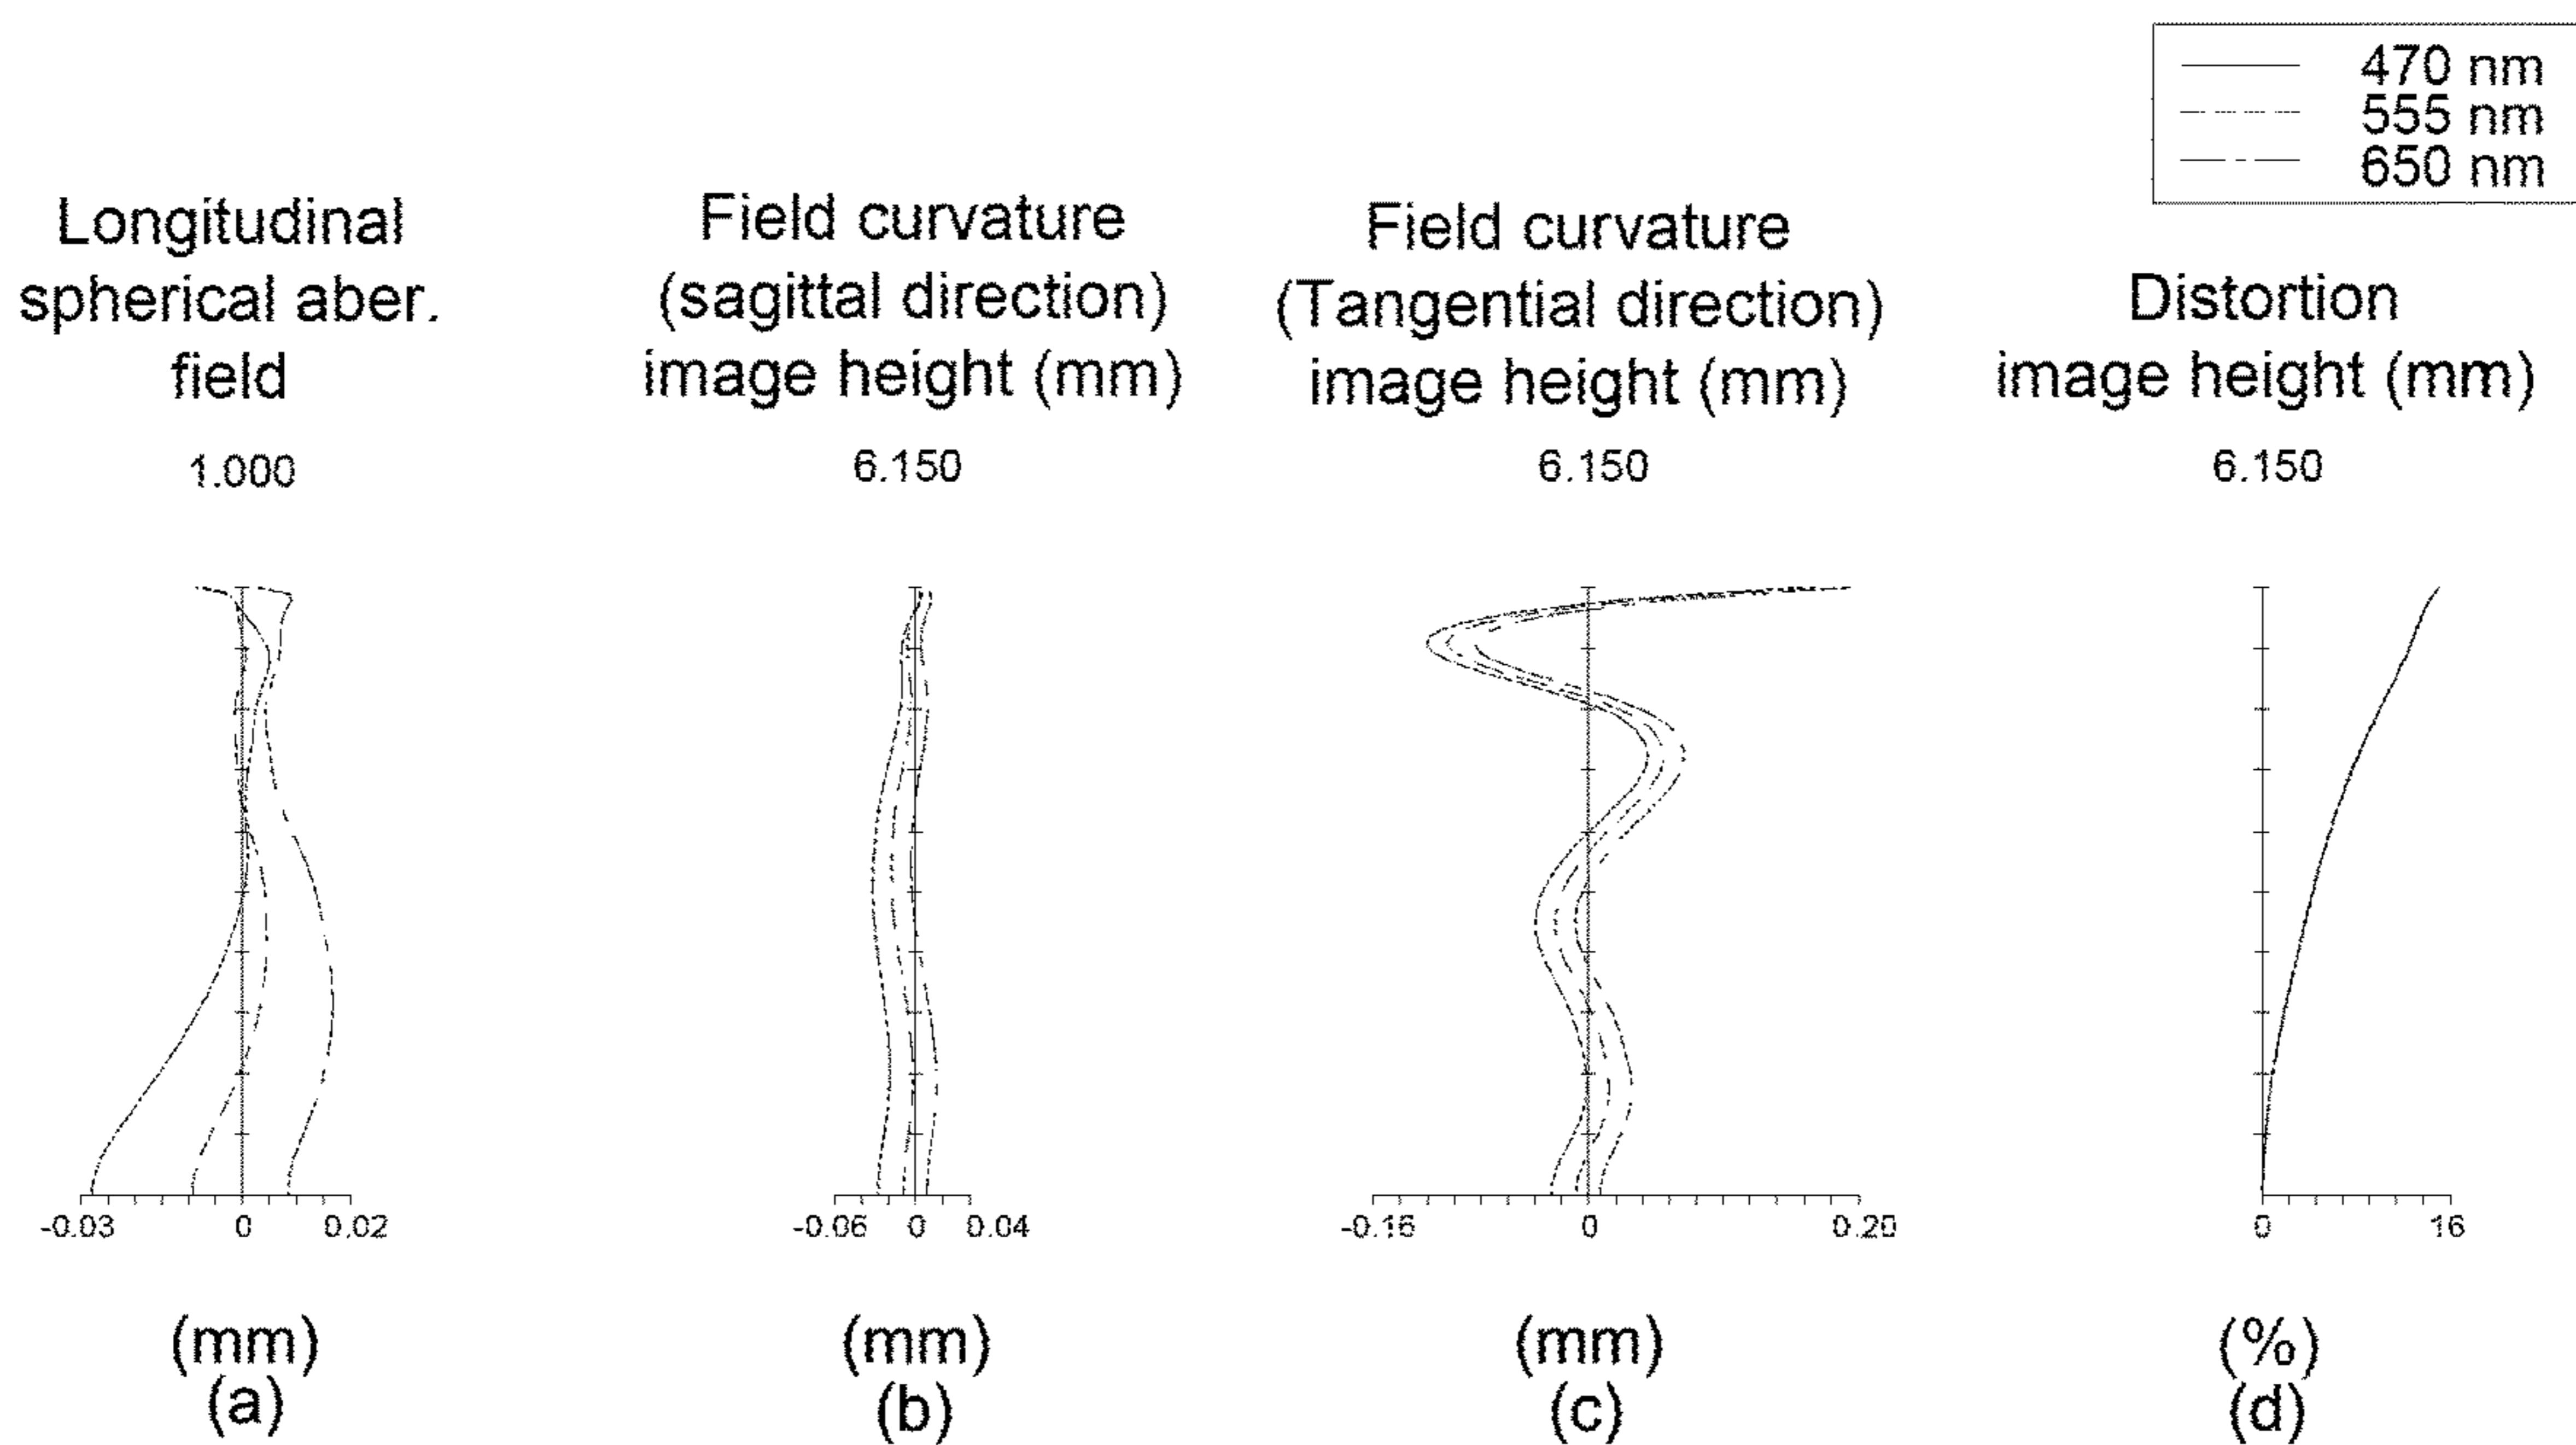 470 nm
555 nm
650 nm
Longitudinal
spherical aber.
field
1.000
Field curvature
(sagittal direction)
image height (mm)
6.150
Field curvature
(Tangential direction)
image height (mm)
6.150
Distortion
image height (mm)
6.150
-0.03 0 0.02
-0.06 0 0.04
-0.16 0 0.20
0 16
(mm)
(a)
(mm)
(b)
(mm)
(c)
(%)
(d)